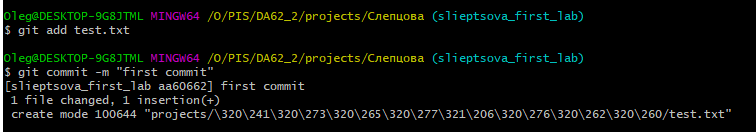 Oleg@DESKTOP-9G8JTML MINGW64 /O/PIS/DA62_2/projects/Слепцова (slieptsova_first_lab)
$ git add test.txt
Oleg@DESKTOP-9G8JTML MINGW64 /O/PIS/DA62_2/projects/Слепцова (slieptsova_first_lab)
$ git commit -m "first commit"
[slieptsova_first_lab aa60662] first commit
1 file changed, 1 insertion(+)
create mode 100644 "projects/\320\241\320\273\320\265\320\277\321\206\320\276\320\262\320\260/test.txt"